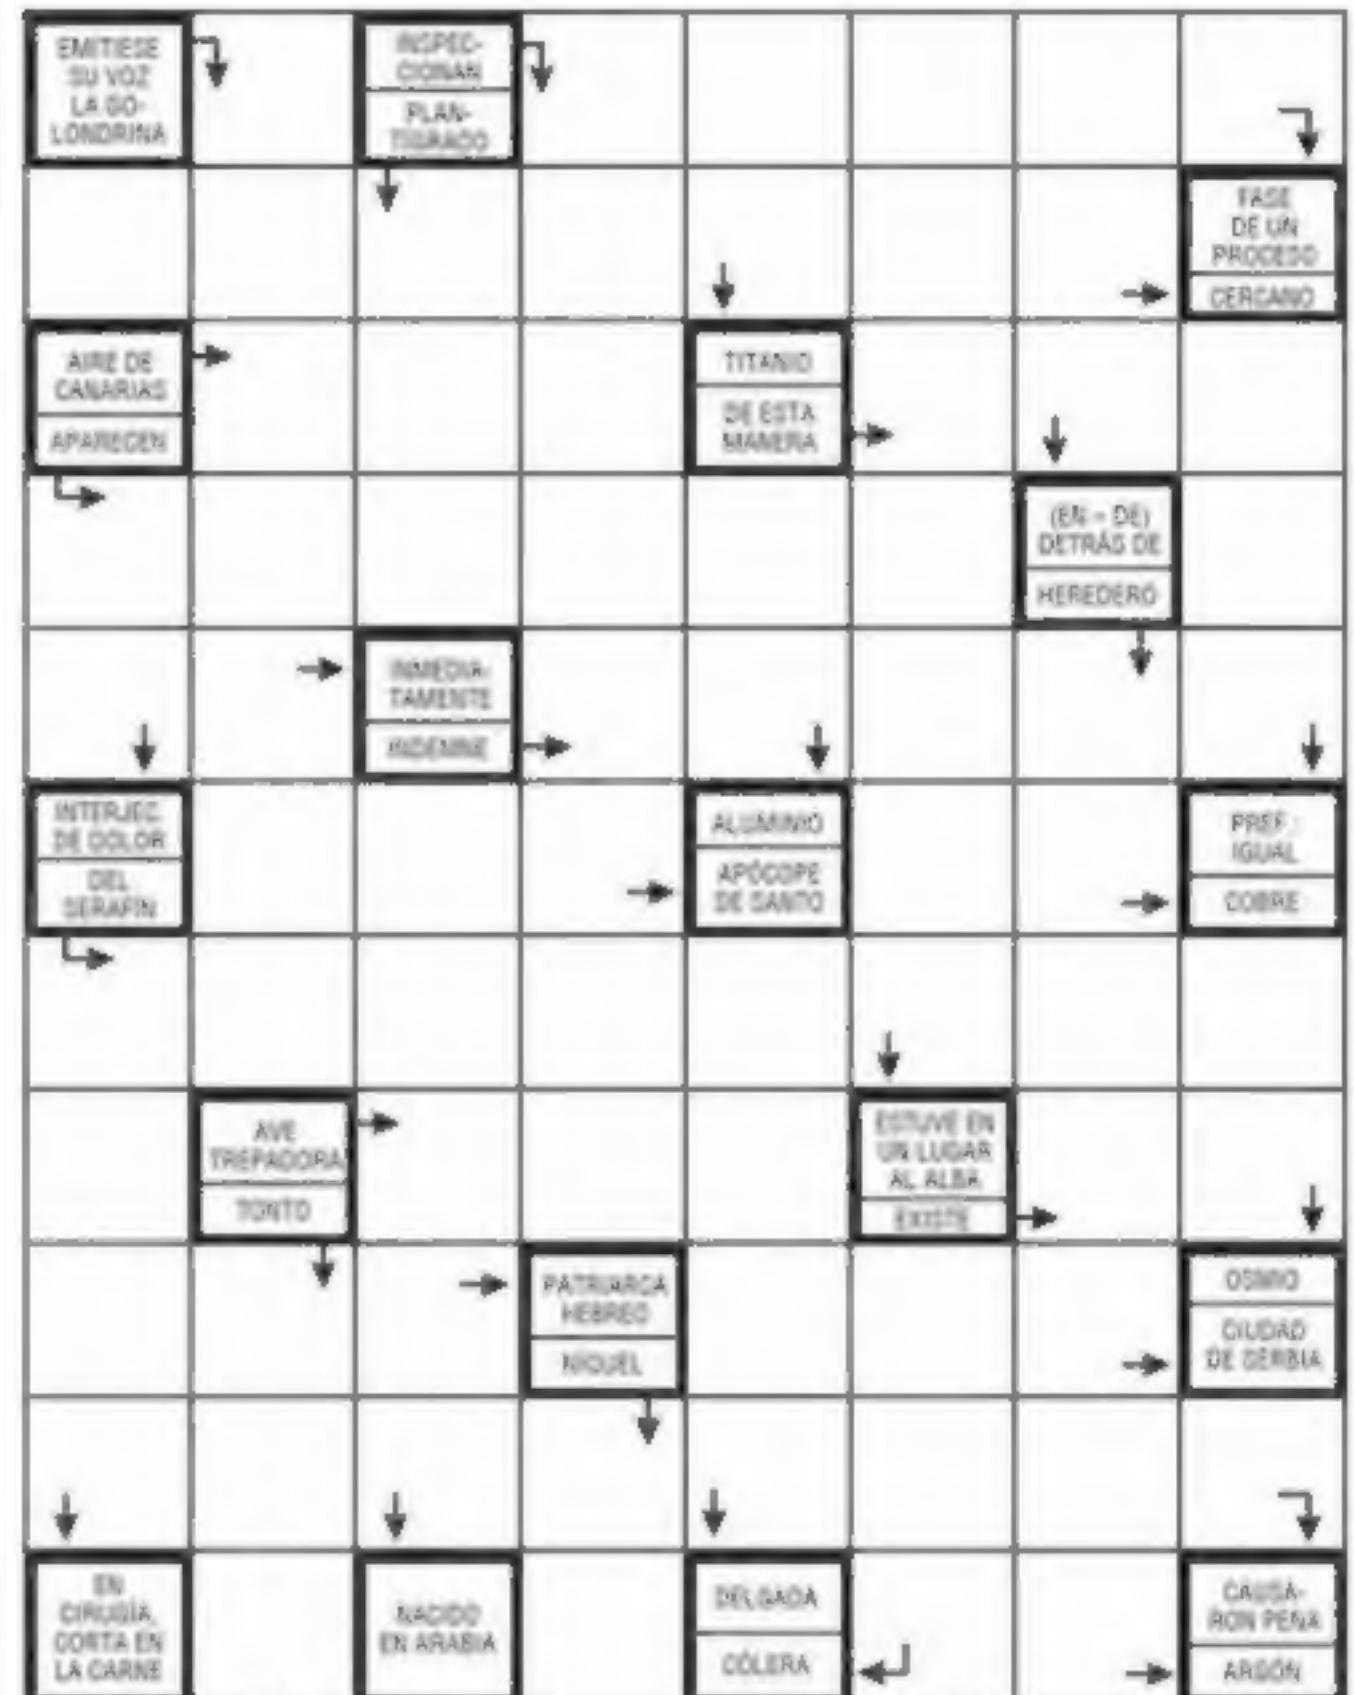 EMITIESE
SU VOZ
LA GO-
LONDRINA
INSPEC-
CIONAN
PLAN-
TÍGRADO
FASE
DE UN
PROCESO
CERCANO
AIRE DE
CANARIAS
APARECEN
TITANIO
DE ESTA
MANERA
(EN – DE)
DETRÁS DE
HEREDERO
INMEDIA-
TAMENTE
INDEMNE
INTERJEC.
DE DOLOR
DEL
SERAFÍN
ALUMINIO
APÓCOPE
DE SANTO
PREF.:
IGUAL
COBRE
AVE
TREPADORA
TONTO
ESTUVE EN
UN LUGAR
AL ALBA
EXISTE
PATRIARCA
HEBREO
NÍQUEL
OSMIO
CIUDAD
DE SERBIA
EN
CIRUGÍA,
CORTA EN
LA CARNE
NACIDO
EN ARABIA
DELGADA
CÓLERA
CAUSA-
RON PENA
ARGÓN